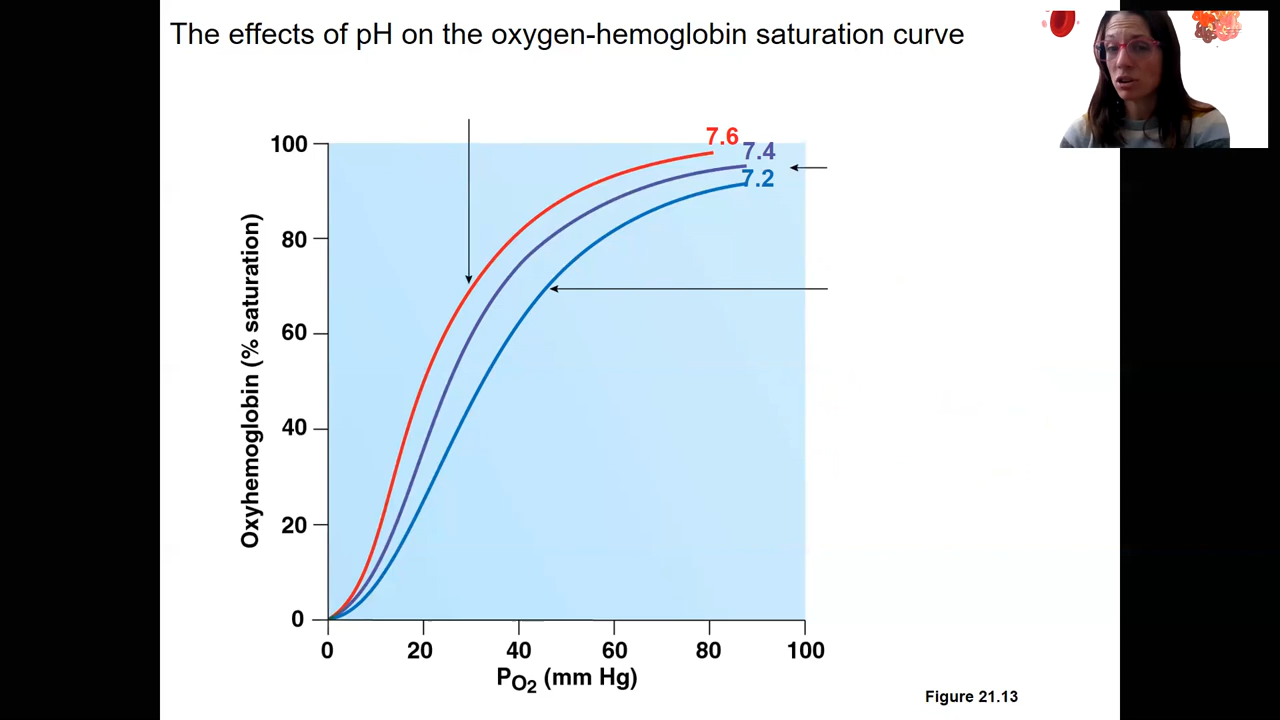 The effects of pH on the oxygen-hemoglobin saturation curve
7.6
7.4
7.2
100
80
60
40
20
0
Oxyhemoglobin (% saturation)
0 20 40 60 80 100
PO2 (mm Hg)
Figure 21.13